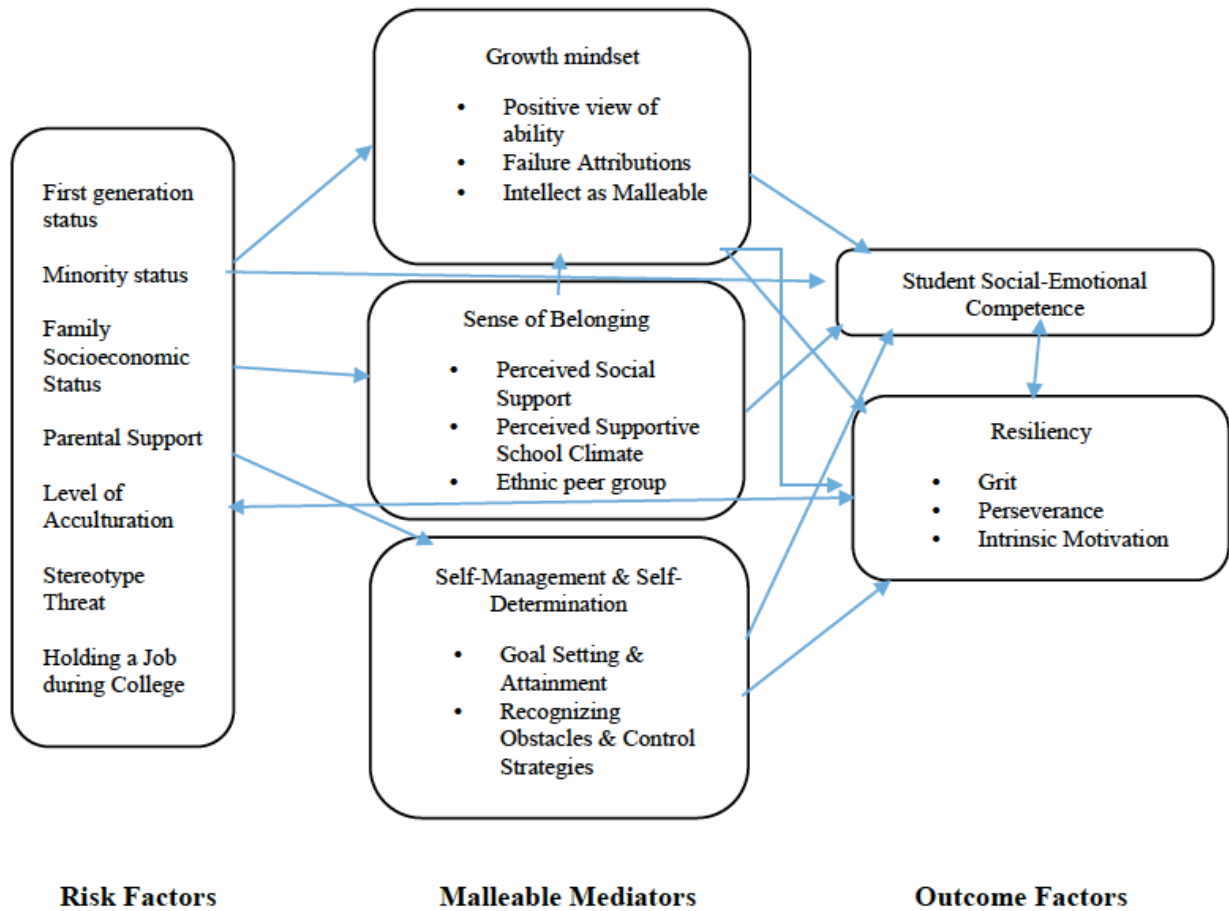 First generation
status
Minority status
Family
Socioeconomic
Status
Parental Support
Level of
Acculturation
Stereotype
Threat
Holding a Job
during College
Growth mindset
• Positive view of
ability
• Failure Attributions
• Intellect as Malleable
Sense of Belonging
• Perceived Social
Support
• Perceived Supportive
School Climate
• Ethnic peer group
Self-Management & Self-
Determination
• Goal Setting &
Attainment
• Recognizing
Obstacles & Control
Strategies
Student Social-Emotional
Competence
Resiliency
• Grit
• Perseverance
• Intrinsic Motivation
Risk Factors
Malleable Mediators
Outcome Factors